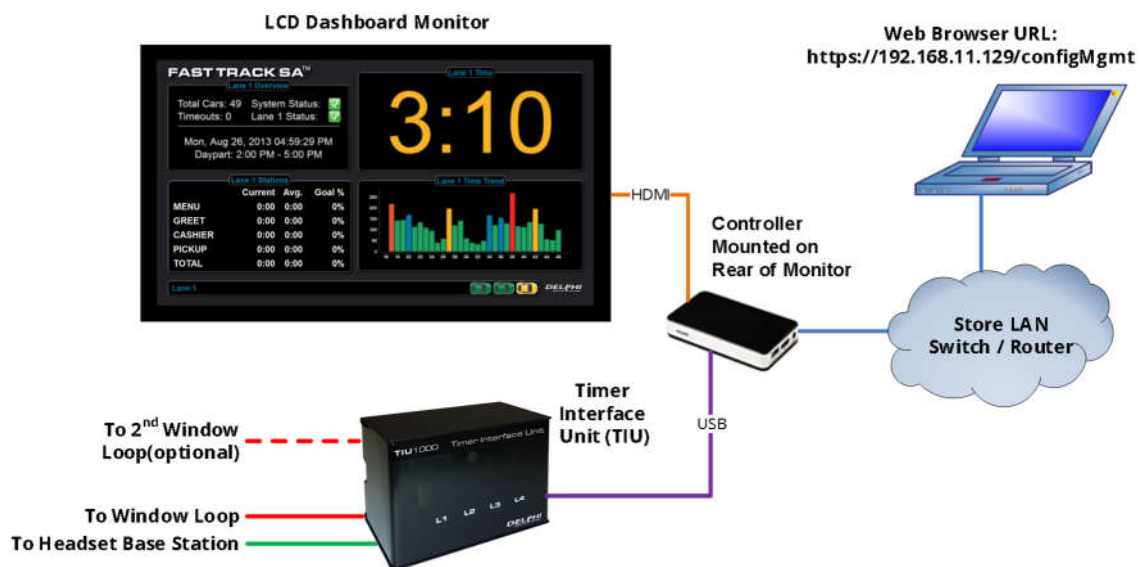 LCD Dashboard Monitor
Web Browser URL:
https://192.168.11.129/configMgmt
FAST TRACK SA™
Lane 1 Overview
Total Cars: 49 System Status:
Timeouts: 0 Lane 1 Status:
Mon, Aug 26, 2013 04:59:29 PM
Daypart: 2:00 PM - 5:00 PM
Lane 1 Time
3:10
Lane 1 Stations
Current Avg. Goal %
MENU 0:00 0:00 0%
GREET 0:00 0:00 0%
CASHIER 0:00 0:00 0%
PICKUP 0:00 0:00 0%
TOTAL 0:00 0:00 0%
Lane 1 Time Trend
Lane 1
DELPHI
HDMI
Controller
Mounted on
Rear of Monitor
Store LAN
Switch / Router
Timer
Interface
Unit (TIU)
USB
To 2nd Window
Loop(optional)
TIU1000 Timer Interface Unit
L1 L2 L3 L4
DELPHI
To Window Loop
To Headset Base Station